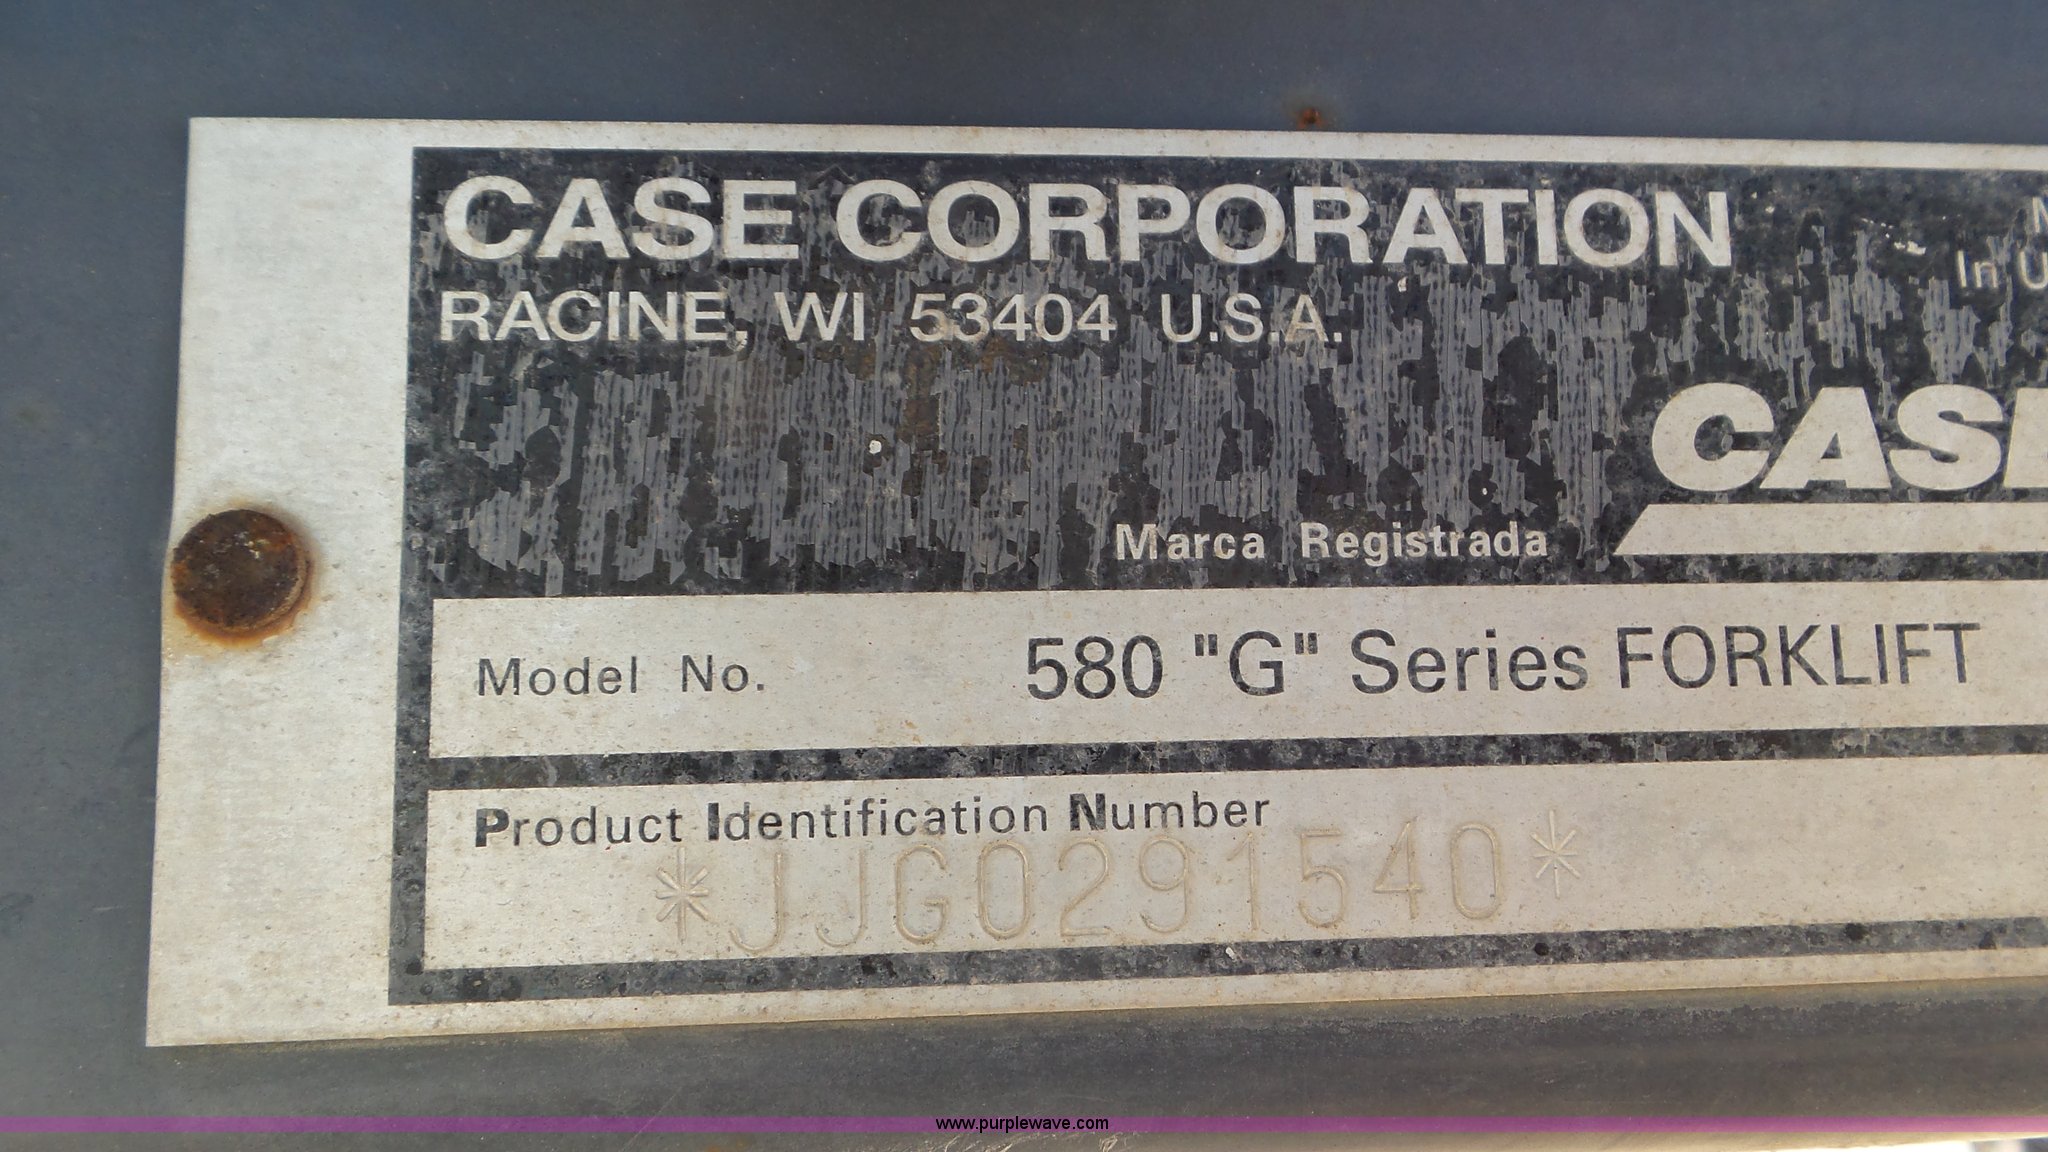 CASE CORPORATION
RACINE, WI 53404 U.S.A.
In U
CASE
Marca Registrada
Model No. 580 "G" Series FORKLIFT
Product Identification Number
*JJG0291540*
www.purplewave.com